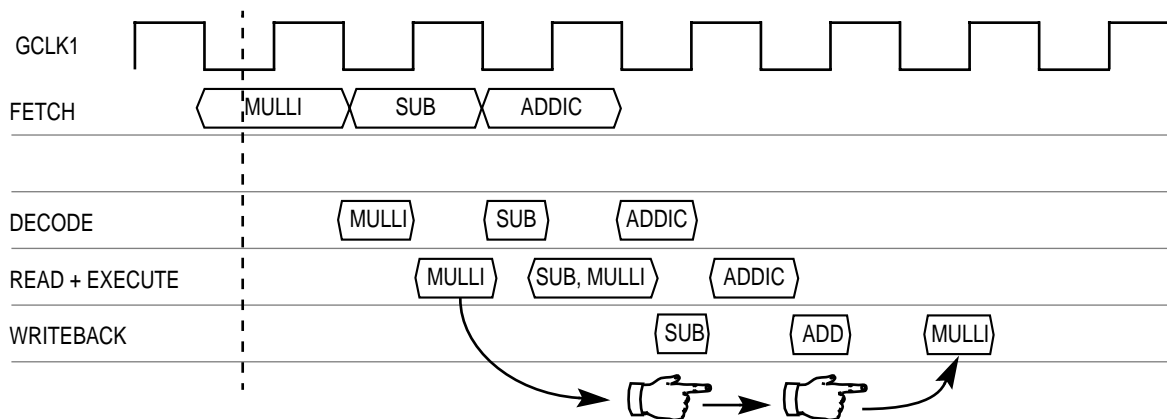 GCLK1
FETCH MULLI SUB ADDIC
DECODE MULLI SUB ADDIC
READ + EXECUTE MULLI SUB, MULLI ADDIC
WRITEBACK SUB ADD MULLI